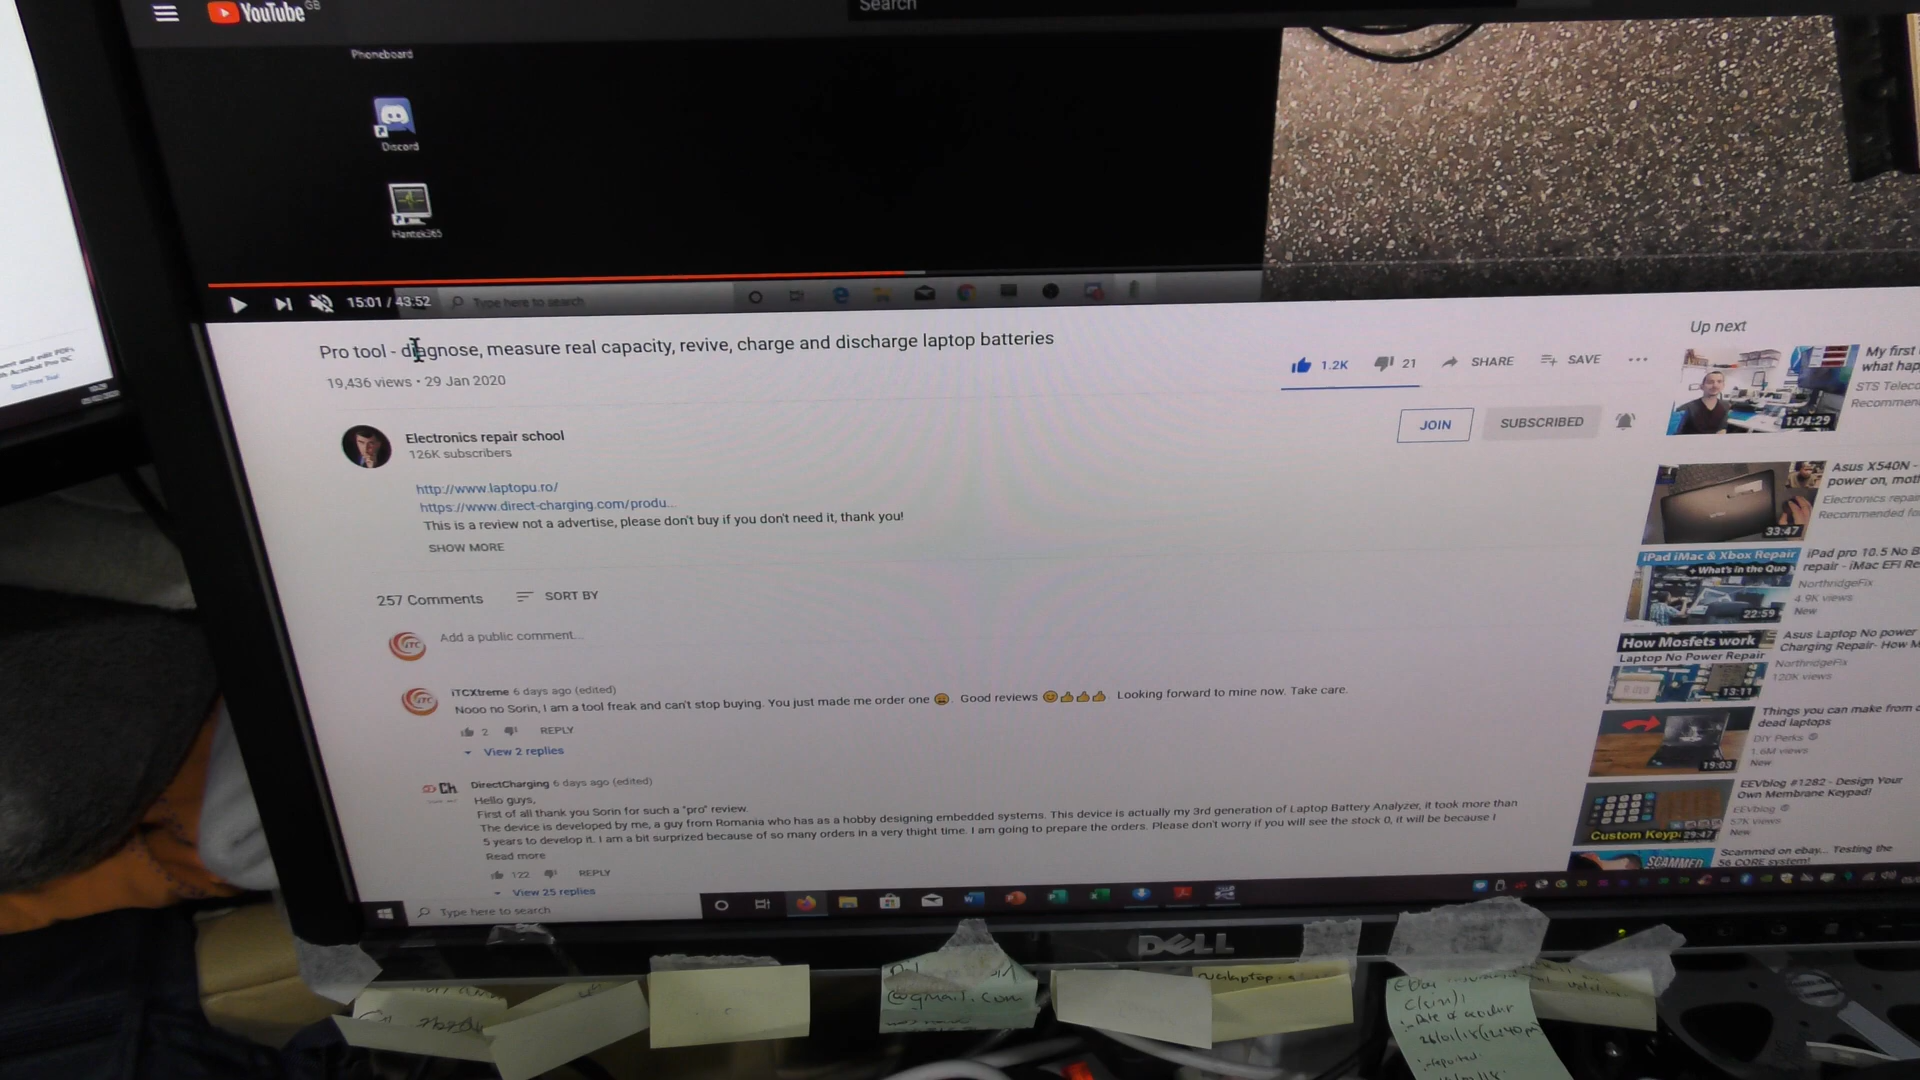 YouTube GB
Search
Phoneboard
Discord
Hantek365
15:01 / 43:52
Type here to search
Pro tool - diagnose, measure real capacity, revive, charge and discharge laptop batteries
19,436 views • 29 Jan 2020
1.2K
21
SHARE
SAVE
Electronics repair school
126K subscribers
JOIN
SUBSCRIBED
http://www.laptopu.ro/
https://www.direct-charging.com/produ...
This is a review not a advertise, please don't buy if you don't need it, thank you!
SHOW MORE
257 Comments
SORT BY
Add a public comment...
iTCXtreme 6 days ago (edited)
Nooo no Sorin, I am a tool freak and can't stop buying. You just made me order one 😩. Good reviews 😊👍👍👍 Looking forward to mine now. Take care.
2
REPLY
View 2 replies
DirectCharging 6 days ago (edited)
Hello guys,
First of all thank you Sorin for such a "pro" review.
The device is developed by me, a guy from Romania who has as a hobby designing embedded systems. This device is actually my 3rd generation of Laptop Battery Analyzer, it took more than
5 years to develop it. I am a bit surprized because of so many orders in a very thight time. I am going to prepare the orders. Please don't worry if you will see the stock 0, it will be because I
Read more
122
REPLY
View 25 replies
Type here to search
Up next
My first
what hap
STS Teleco
Recommen
1:04:29
Asus X540N -
power on, mot
Electronics repai
Recommended fo
33:47
iPad iMac & Xbox Repair
+ What's in the Que
22:59
iPad pro 10.5 No B
repair - iMac EFI Re
NorthridgeFix
4.9K views
New
How Mosfets work
Laptop No Power Repair
13:11
Asus Laptop No power
Charging Repair- How M
NorthridgeFix
120K views
Things you can make from
dead laptops
DIY Perks
1.6M views
New
19:03
EEVblog #1282 - Design Your
Own Membrane Keypad!
EEVblog
57K views
New
Custom Keyp
29:47
Scammed on ebay... Testing the
56 CORE system!
SCAMMED
DELL
@gmail.com
Date of